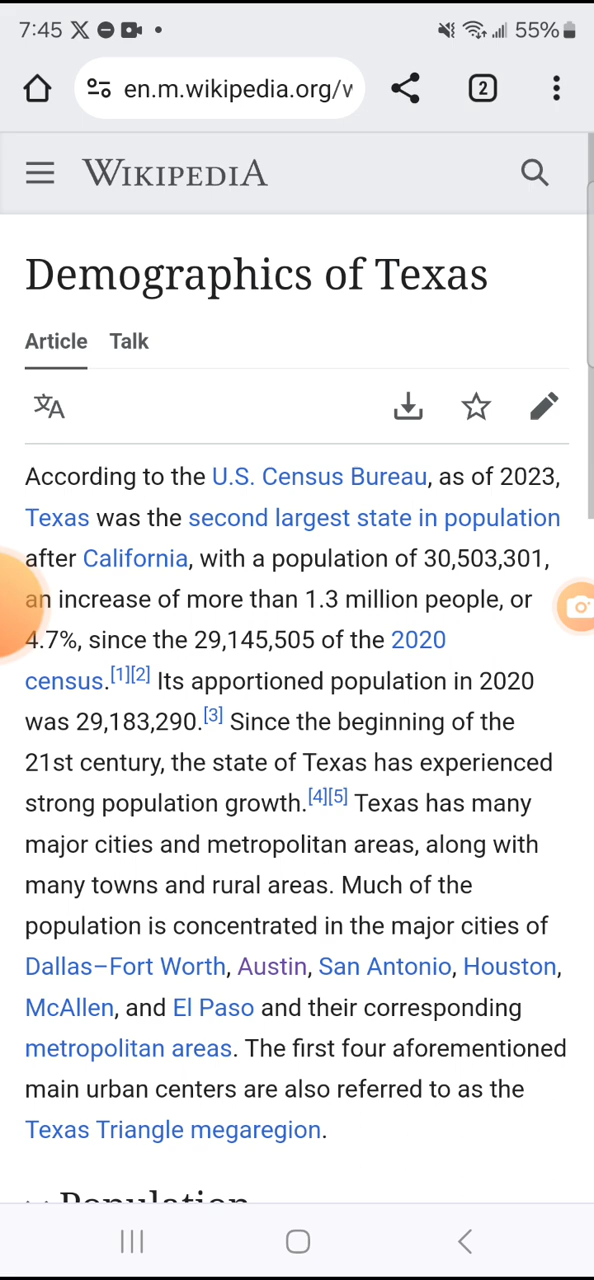 7:45 X
55%
en.m.wikipedia.org/w
2
WIKIPEDIA
Demographics of Texas
Article Talk
文A
According to the U.S. Census Bureau, as of 2023,
Texas was the second largest state in population
after California, with a population of 30,503,301,
an increase of more than 1.3 million people, or
4.7%, since the 29,145,505 of the 2020
census.[1][2] Its apportioned population in 2020
was 29,183,290.[3] Since the beginning of the
21st century, the state of Texas has experienced
strong population growth.[4][5] Texas has many
major cities and metropolitan areas, along with
many towns and rural areas. Much of the
population is concentrated in the major cities of
Dallas–Fort Worth, Austin, San Antonio, Houston,
McAllen, and El Paso and their corresponding
metropolitan areas. The first four aforementioned
main urban centers are also referred to as the
Texas Triangle megaregion.
Population